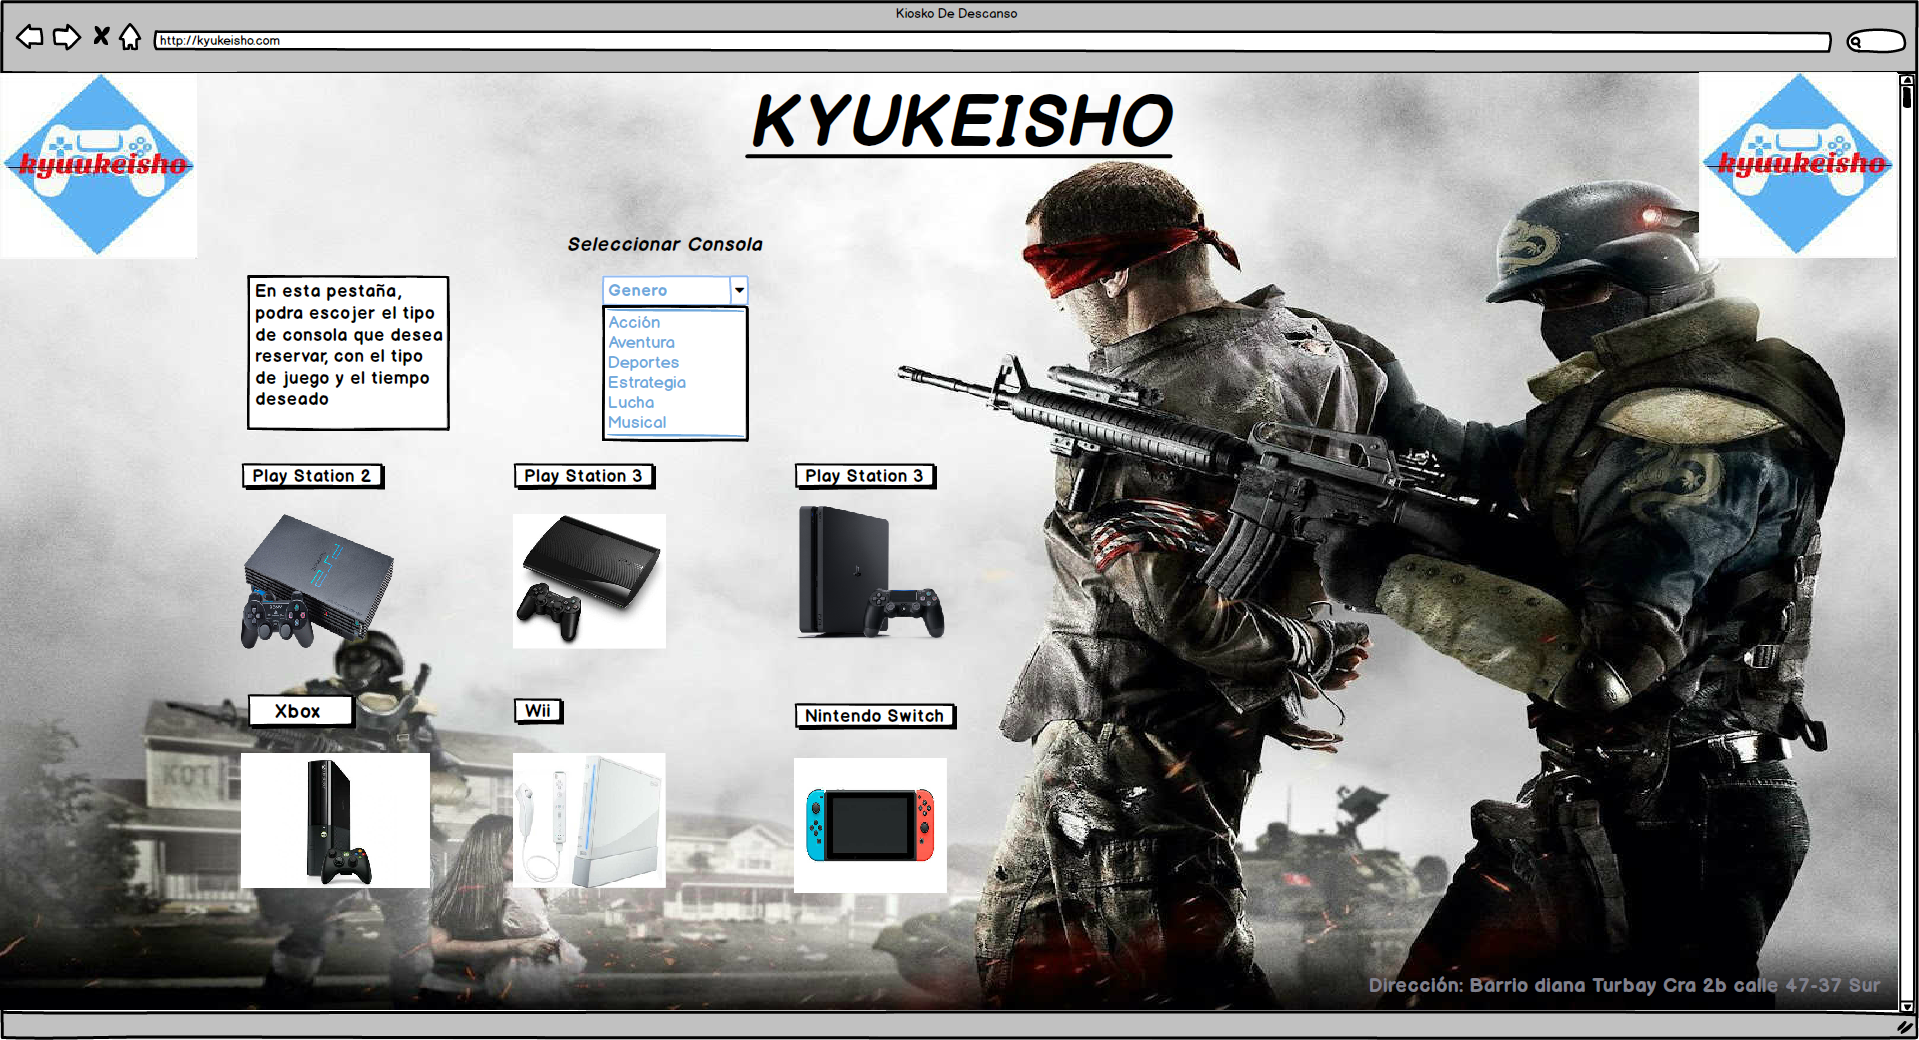 Kiosko De Descanso
http://kyukeisho.com
KYUKEISHO
kyuukeisho
kyuukeisho
Seleccionar Consola
En esta pestaña,
podra escojer el tipo
de consola que desea
reservar, con el tipo
de juego y el tiempo
deseado
Genero
Acción
Aventura
Deportes
Estrategia
Lucha
Musical
Play Station 2
Play Station 3
Play Station 3
PS2
Xbox
Wii
Nintendo Switch
KOT
Dirección: Barrio diana Turbay Cra 2b calle 47-37 Sur